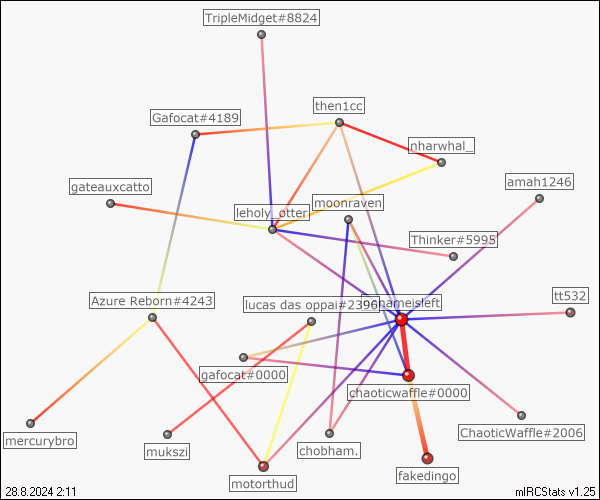 TripleMidget#8824
then1cc
Gafocat#4189
nharwhal_
amah1246
gateauxcatto
moonraven
leholy_øtter
Thinker#5995
tt532
Azure Reborn#4243
lucas das oppai#2396
nameisleft
gafocat#0000
chaoticwaffle#0000
ChaoticWaffle#2006
mercurybro
mukszi
chobham.
motorthud
fakedingo
28.8.2024 2:11
mIRCStats v1.25